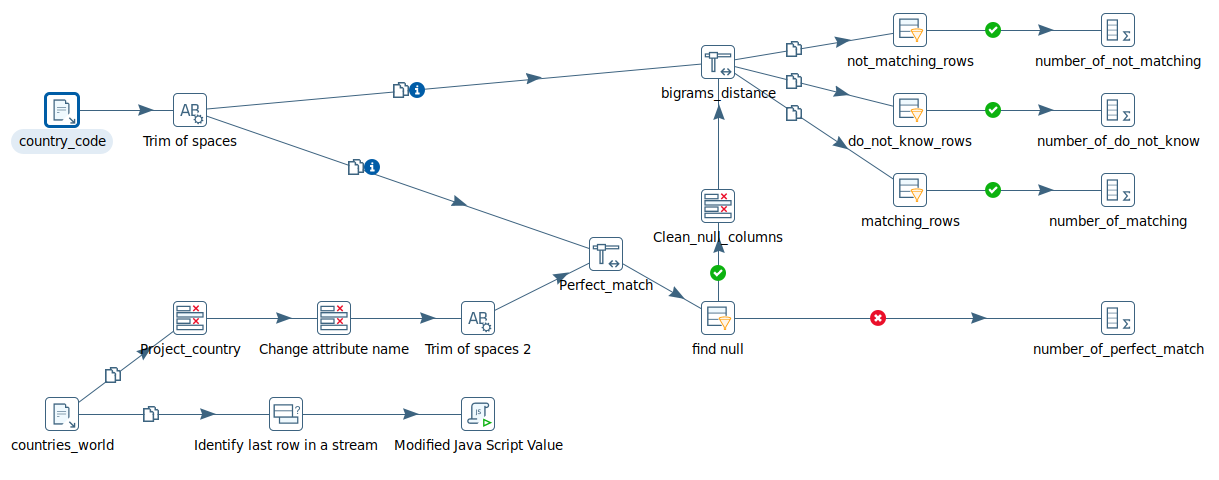 not_matching_rows
number_of_not_matching
bigrams_distance
country_code
Trim of spaces
do_not_know_rows
number_of_do_not_know
matching_rows
number_of_matching
Clean_null_columns
Perfect_match
Project_country
Change attribute name
Trim of spaces 2
find null
number_of_perfect_match
countries_world
Identify last row in a stream
Modified Java Script Value